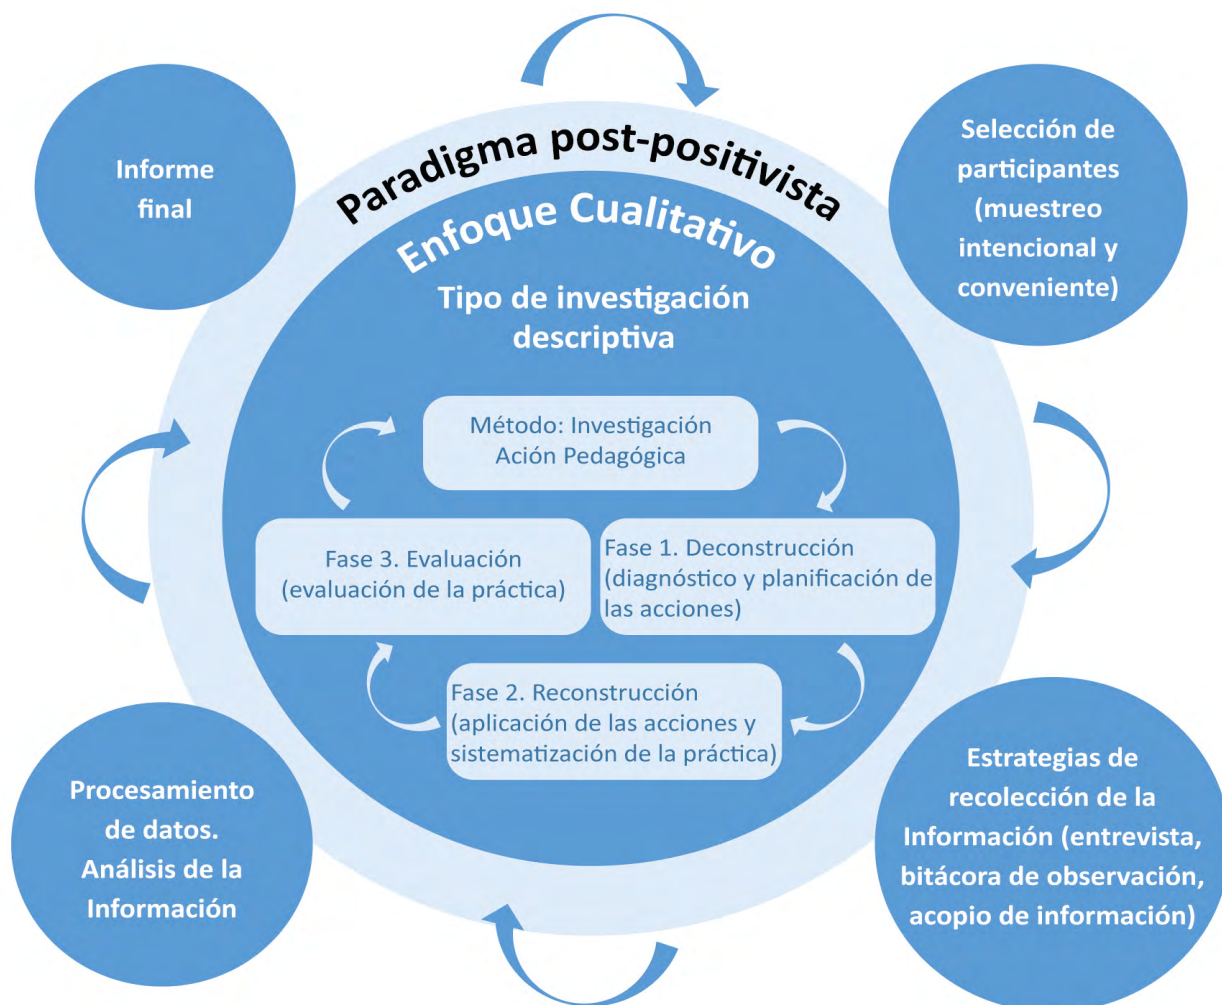 Paradigma post-positivista
Enfoque Cualitativo
Tipo de investigación
descriptiva
Método: Investigación
Acción Pedagógica
Fase 1. Deconstrucción
(diagnóstico y planificación de
las acciones)
Fase 2. Reconstrucción
(aplicación de las acciones y
sistematización de la práctica)
Fase 3. Evaluación
(evaluación de la práctica)
Selección de
participantes
(muestreo
intencional y
conveniente)
Estrategias de
recolección de la
Información (entrevista,
bitácora de observación,
acopio de información)
Procesamiento
de datos.
Análisis de la
Información
Informe
final